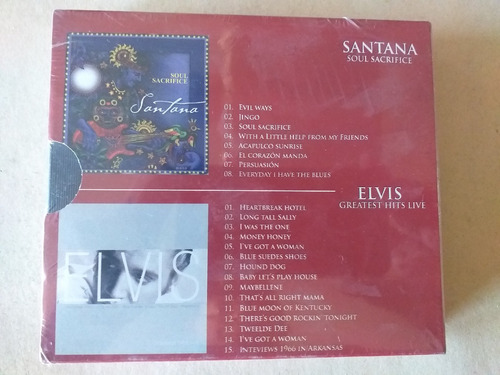 SANTANA
SOUL SACRIFICE
SOUL
SACRIFICE
Santana
01. EVIL WAYS
02. JINGO
03. SOUL SACRIFICE
04. WITH A LITTLE HELP FROM MY FRIENDS
05. ACAPULCO SUNRISE
06. EL CORAZÓN MANDA
07. PERSUASIÓN
08. EVERYDAY I HAVE THE BLUES
ELVIS
GREATEST HITS LIVE
ELVIS
01. HEARTBREAK HOTEL
02. LONG TALL SALLY
03. I WAS THE ONE
04. MONEY HONEY
05. I'VE GOT A WOMAN
06. BLUE SUEDES SHOES
07. HOUND DOG
08. BABY LET'S PLAY HOUSE
09. MAYBELLENE
10. THAT'S ALL RIGHT MAMA
11. BLUE MOON OF KENTUCKY
12. THERE'S GOOD ROCKIN' TONIGHT
13. TWEELDE DEE
14. I'VE GOT A WOMAN
15. INTEVIEWS 1966 IN ARKANSAS